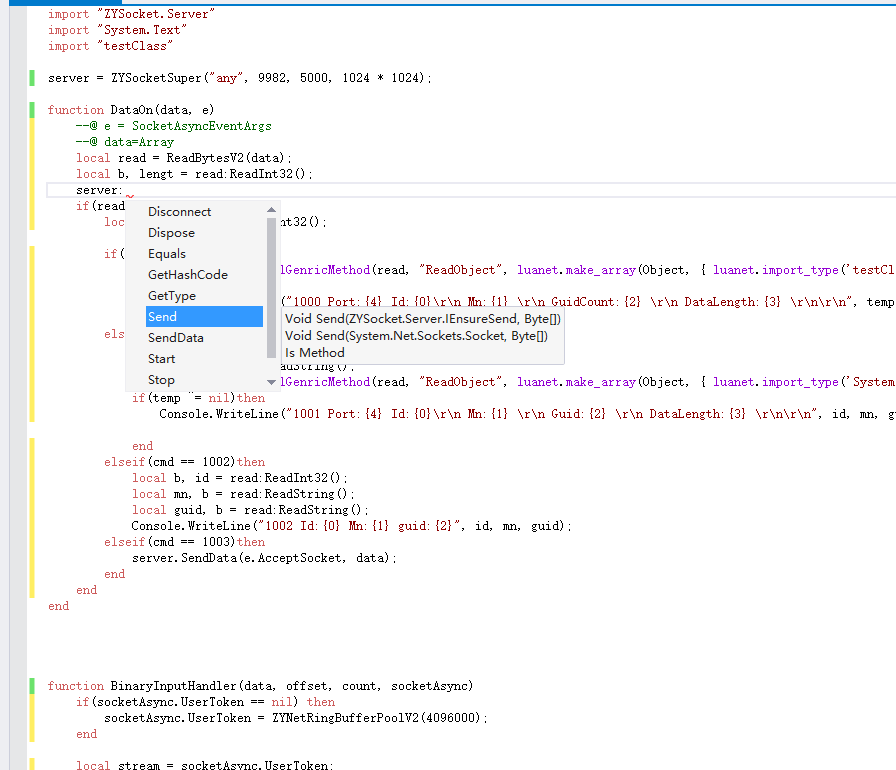 import "ZYSocket.Server"
import "System.Text"
import "testClass"
server = ZYSocketSuper("any", 9982, 5000, 1024 * 1024);
function DataOn(data, e)
--@ e = SocketAsyncEventArgs
--@ data=Array
local read = ReadBytesV2(data);
local b, lengt = read:ReadInt32();
server:
if(read
Disconnect
loc
nt32();
Dispose
if(
Equals
lGenricMethod(read, "ReadObject", luanet.make_array(Object, { luanet.import_type('testCl
GetHashCode
GetType
("1000 Port:{4} Id:{0}\r\n Mn:{1} \r\n GuidCount:{2} \r\n DataLength:{3} \r\n\r\n", temp
Send
Void Send(ZYSocket.Server.IEnsureSend, Byte[])
els
SendData
Void Send(System.Net.Sockets.Socket, Byte[])
Start
Is Method
adString();
Stop
lGenricMethod(read, "ReadObject", luanet.make_array(Object, { luanet.import_type('System
if(temp ~= nil)then
Console.WriteLine("1001 Port:{4} Id:{0}\r\n Mn:{1} \r\n Guid:{2} \r\n DataLength:{3} \r\n\r\n", id, mn, gu
end
elseif(cmd == 1002)then
local b, id = read:ReadInt32();
local mn, b = read:ReadString();
local guid, b = read:ReadString();
Console.WriteLine("1002 Id:{0} Mn:{1} guid:{2}", id, mn, guid);
elseif(cmd == 1003)then
server.SendData(e.AcceptSocket, data);
end
end
end
function BinaryInputHandler(data, offset, count, socketAsync)
if(socketAsync.UserToken == nil) then
socketAsync.UserToken = ZYNetRingBufferPoolV2(4096000);
end
local stream = socketAsync.UserToken;